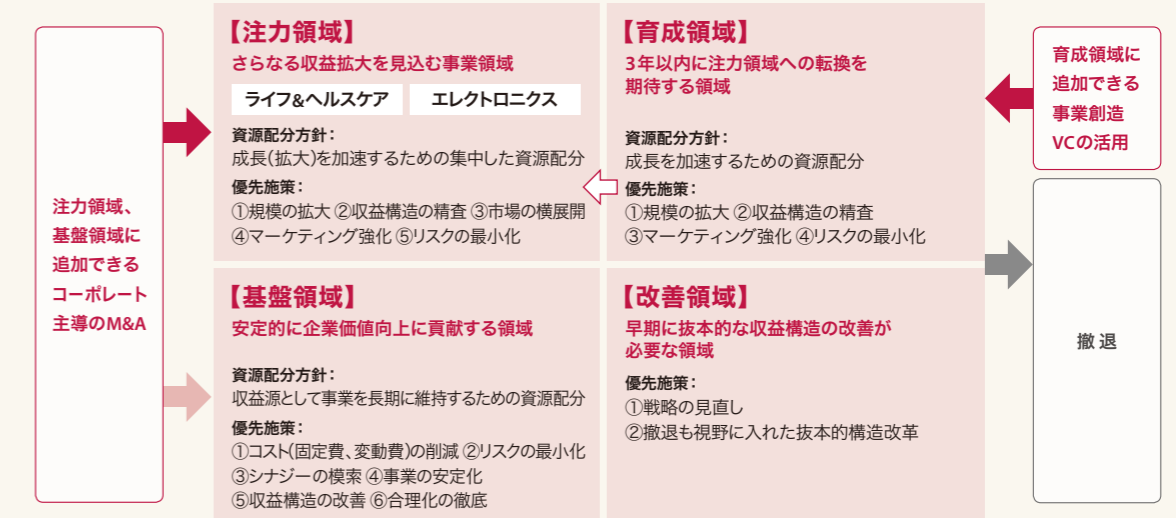 注力領域、
基盤領域に
追加できる
コーポレート
主導のM&A
【注力領域】
さらなる収益拡大を見込む事業領域
ライフ&ヘルスケア
エレクトロニクス
資源配分方針：
成長（拡大）を加速するための集中した資源配分
優先施策：
①規模の拡大 ②収益構造の精査 ③市場の横展開
④マーケティング強化 ⑤リスクの最小化
【育成領域】
3年以内に注力領域への転換を
期待する領域
資源配分方針：
成長を加速するための資源配分
優先施策：
①規模の拡大 ②収益構造の精査
③マーケティング強化 ④リスクの最小化
【基盤領域】
安定的に企業価値向上に貢献する領域
資源配分方針：
収益源として事業を長期に維持するための資源配分
優先施策：
①コスト（固定費、変動費）の削減 ②リスクの最小化
③シナジーの模索 ④事業の安定化
⑤収益構造の改善 ⑥合理化の徹底
【改善領域】
早期に抜本的な収益構造の改善が
必要な領域
優先施策：
①戦略の見直し
②撤退も視野に入れた抜本的構造改革
育成領域に
追加できる
事業創造
VCの活用
撤退